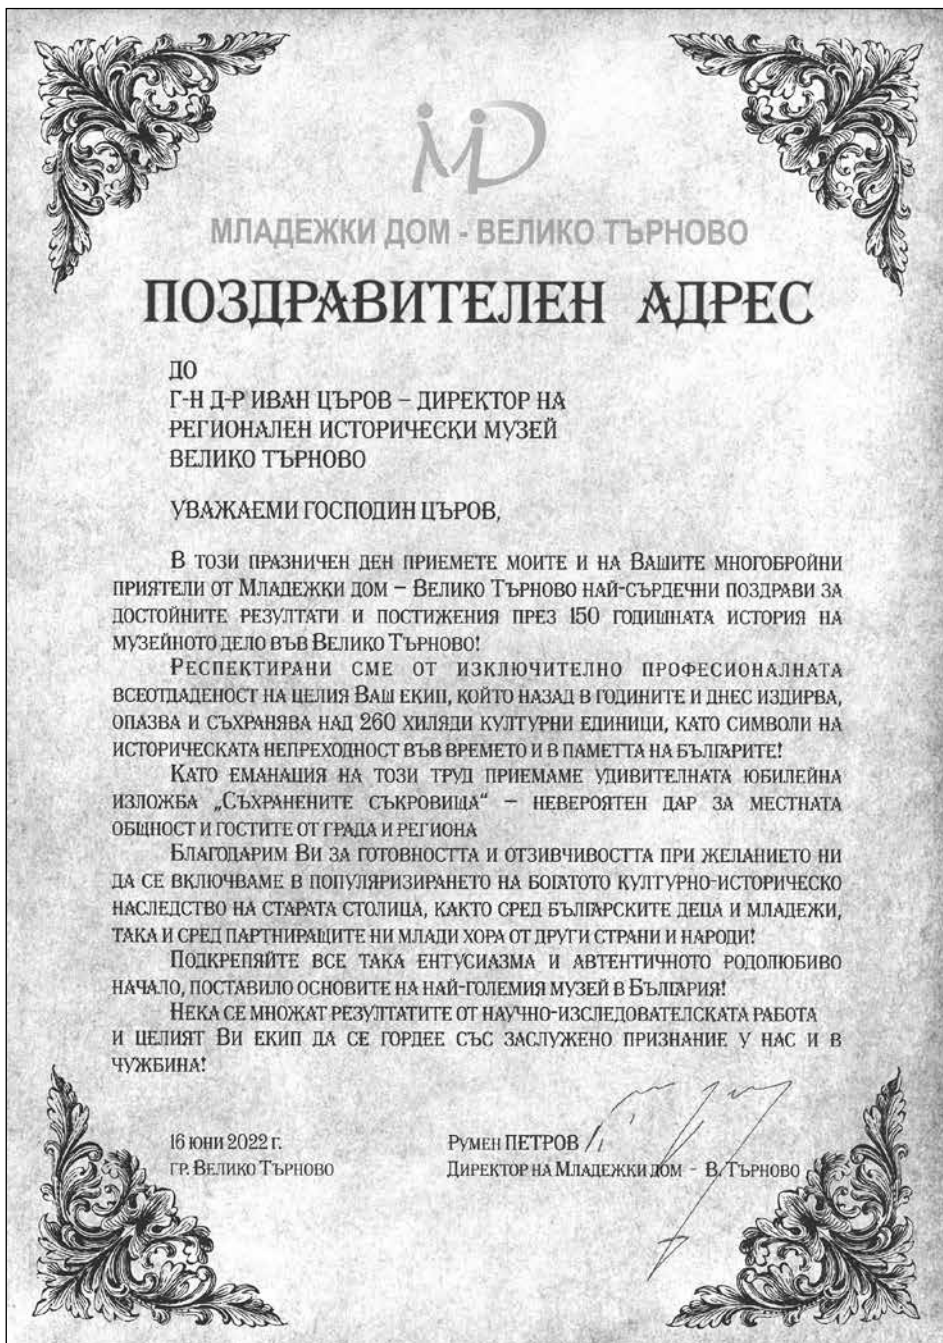 МЛАДЕЖКИ ДОМ - ВЕЛИКО ТЪРНОВО
ПОЗДРАВИТЕЛЕН АДРЕС
ДО
Г-Н Д-Р ИВАН ЦЪРОВ – ДИРЕКТОР НА
РЕГИОНАЛЕН ИСТОРИЧЕСКИ МУЗЕЙ
ВЕЛИКО ТЪРНОВО
УВАЖАЕМИ ГОСПОДИН ЦЪРОВ,
В ТОЗИ ПРАЗНИЧЕН ДЕН ПРИЕМЕТЕ МОИТЕ И НА ВАШИТЕ МНОГОБРОЙНИ
ПРИЯТЕЛИ ОТ МЛАДЕЖКИ ДОМ – ВЕЛИКО ТЪРНОВО НАЙ-СЪРДЕЧНИ ПОЗДРАВИ ЗА
ДОСТОЙНИТЕ РЕЗУЛТАТИ И ПОСТИЖЕНИЯ ПРЕЗ 150 ГОДИШНАТА ИСТОРИЯ НА
МУЗЕЙНОТО ДЕЛО ВЪВ ВЕЛИКО ТЪРНОВО!
РЕСПЕКТИРАНИ СМЕ ОТ ИЗКЛЮЧИТЕЛНО ПРОФЕСИОНАЛНАТА
ВСЕОТДАДЕНОСТ НА ЦЕЛИЯ ВАШ ЕКИП, КОЙТО НАЗАД В ГОДИНИТЕ И ДНЕС ИЗДИРВА,
ОПАЗВА И СЪХРАНЯВА НАД 260 ХИЛЯДИ КУЛТУРНИ ЕДИНИЦИ, КАТО СИМВОЛИ НА
ИСТОРИЧЕСКАТА НЕПРЕХОДНОСТ ВЪВ ВРЕМЕТО И В ПАМЕТТА НА БЪЛГАРИТЕ!
КАТО ЕМАНАЦИЯ НА ТОЗИ ТРУД ПРИЕМАМЕ УДИВИТЕЛНАТА ЮБИЛЕЙНА
ИЗЛОЖБА „СЪХРАНЕНИТЕ СЪКРОВИЩА“ – НЕВЕРОЯТЕН ДАР ЗА МЕСТНАТА
ОБЩНОСТ И ГОСТИТЕ ОТ ГРАДА И РЕГИОНА
БЛАГОДАРИМ ВИ ЗА ГОТОВНОСТТА И ОТЗИВЧИВОСТТА ПРИ ЖЕЛАНИЕТО НИ
ДА СЕ ВКЛЮЧВАМЕ В ПОПУЛЯРИЗИРАНЕТО НА БОГАТОТО КУЛТУРНО-ИСТОРИЧЕСКО
НАСЛЕДСТВО НА СТАРАТА СТОЛИЦА, КАКТО СРЕД БЪЛГАРСКИТЕ ДЕЦА И МЛАДЕЖИ,
ТАКА И СРЕД ПАРТНИРАЩИТЕ НИ МЛАДИ ХОРА ОТ ДРУГИ СТРАНИ И НАРОДИ!
ПОДКРЕПЯЙТЕ ВСЕ ТАКА ЕНТУСИАЗМА И АВТЕНТИЧНОТО РОДОЛЮБИВО
НАЧАЛО, ПОСТАВИЛО ОСНОВИТЕ НА НАЙ-ГОЛЕМИЯ МУЗЕЙ В БЪЛГАРИЯ!
НЕКА СЕ МНОЖАТ РЕЗУЛТАТИТЕ ОТ НАУЧНО-ИЗСЛЕДОВАТЕЛСКАТА РАБОТА
И ЦЕЛИЯТ ВИ ЕКИП ДА СЕ ГОРДЕЕ СЪС ЗАСЛУЖЕНО ПРИЗНАНИЕ У НАС И В
ЧУЖБИНА!
16 ЮНИ 2022 Г.
ГР. ВЕЛИКО ТЪРНОВО
РУМЕН ПЕТРОВ
ДИРЕКТОР НА МЛАДЕЖКИ ДОМ - В. ТЪРНОВО